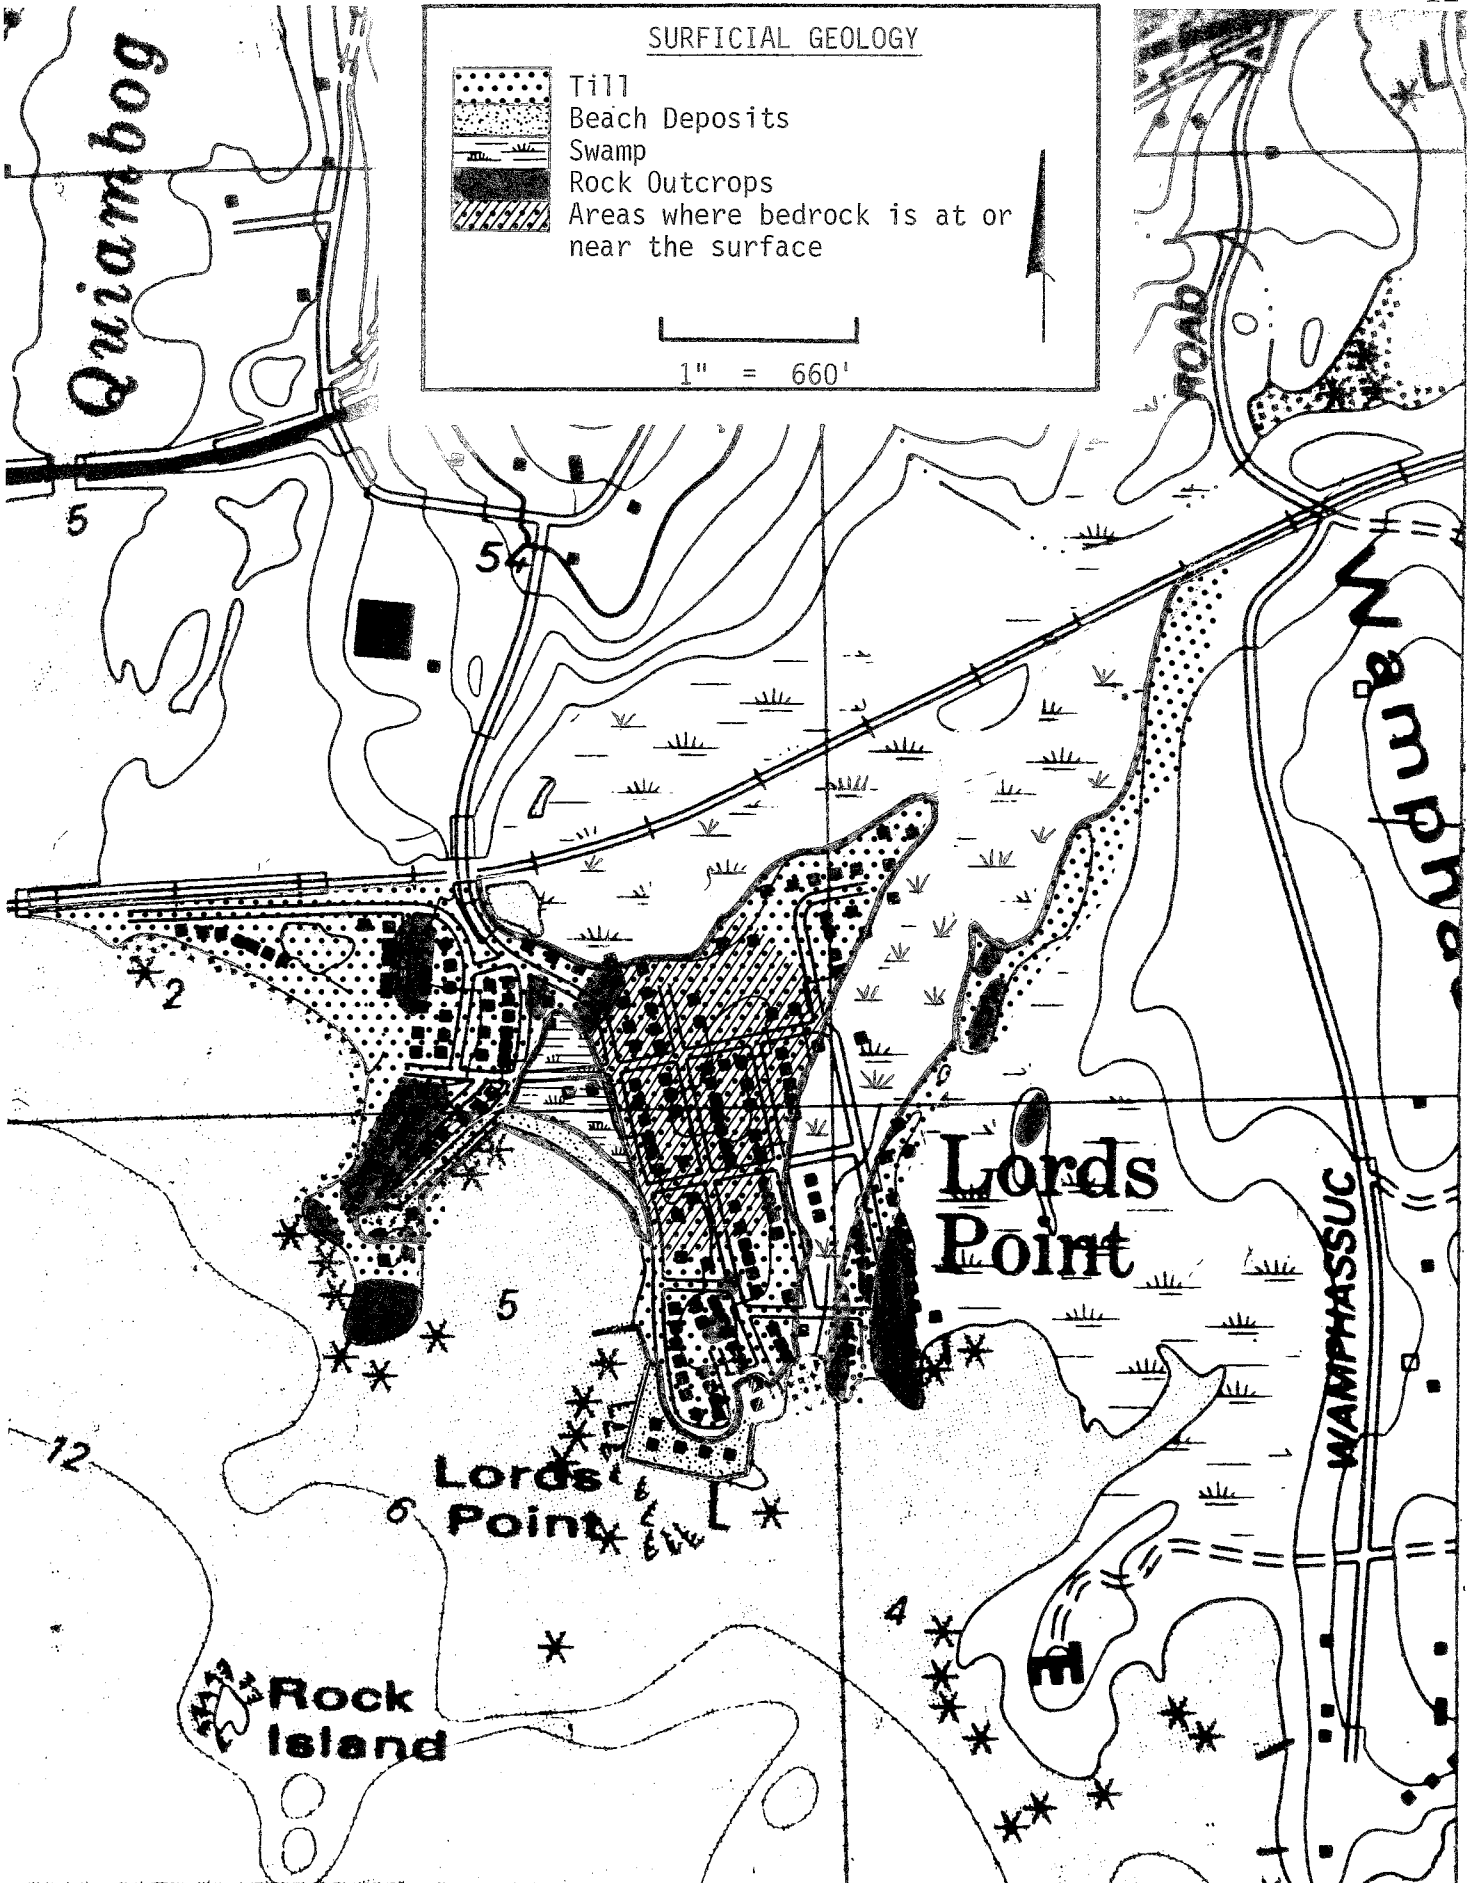 SURFICIAL GEOLOGY
Till
Beach Deposits
Swamp
Rock Outcrops
Areas where bedrock is at or
near the surface
1" = 660'
Quiambog
ROAD
5
54
2
Lords
Point
WAMPHASSUC
5
12
Lords
Point
6
4
E
Rock
Island